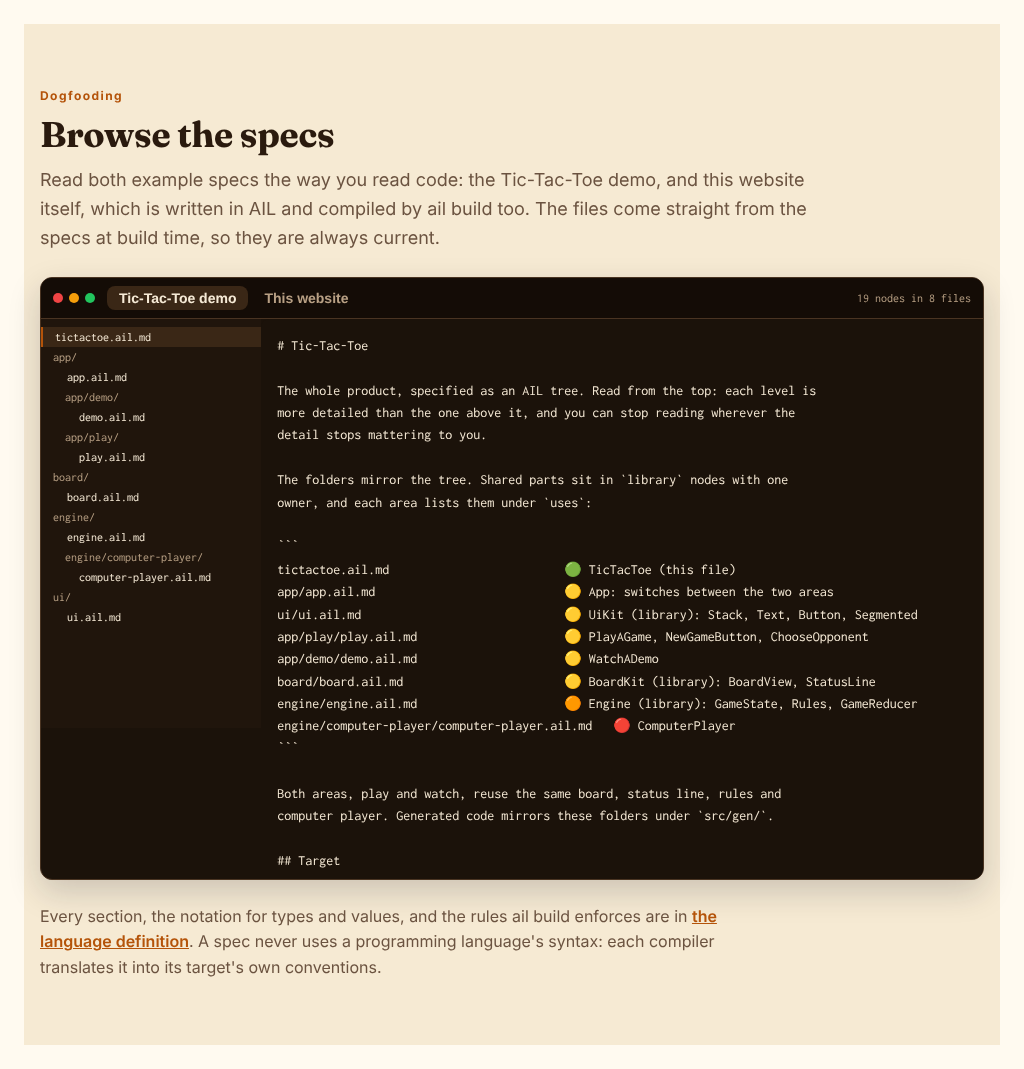 Dogfooding
Browse the specs
Read both example specs the way you read code: the Tic-Tac-Toe demo, and this website
itself, which is written in AIL and compiled by ail build too. The files come straight from the
specs at build time, so they are always current.
Tic-Tac-Toe demo This website 19 nodes in 8 files
tictactoe.ail.md
app/
app.ail.md
app/demo/
demo.ail.md
app/play/
play.ail.md
board/
board.ail.md
engine/
engine.ail.md
engine/computer-player/
computer-player.ail.md
ui/
ui.ail.md
# Tic-Tac-Toe
The whole product, specified as an AIL tree. Read from the top: each level is
more detailed than the one above it, and you can stop reading wherever the
detail stops mattering to you.
The folders mirror the tree. Shared parts sit in `library` nodes with one
owner, and each area lists them under `uses`:
```
tictactoe.ail.md 🟢 TicTacToe (this file)
app/app.ail.md 🟡 App: switches between the two areas
ui/ui.ail.md 🟡 UiKit (library): Stack, Text, Button, Segmented
app/play/play.ail.md 🟡 PlayAGame, NewGameButton, ChooseOpponent
app/demo/demo.ail.md 🟡 WatchADemo
board/board.ail.md 🟡 BoardKit (library): BoardView, StatusLine
engine/engine.ail.md 🟠 Engine (library): GameState, Rules, GameReducer
engine/computer-player/computer-player.ail.md 🔴 ComputerPlayer
```
Both areas, play and watch, reuse the same board, status line, rules and
computer player. Generated code mirrors these folders under `src/gen/`.
## Target
Every section, the notation for types and values, and the rules ail build enforces are in the
language definition. A spec never uses a programming language's syntax: each compiler
translates it into its target's own conventions.